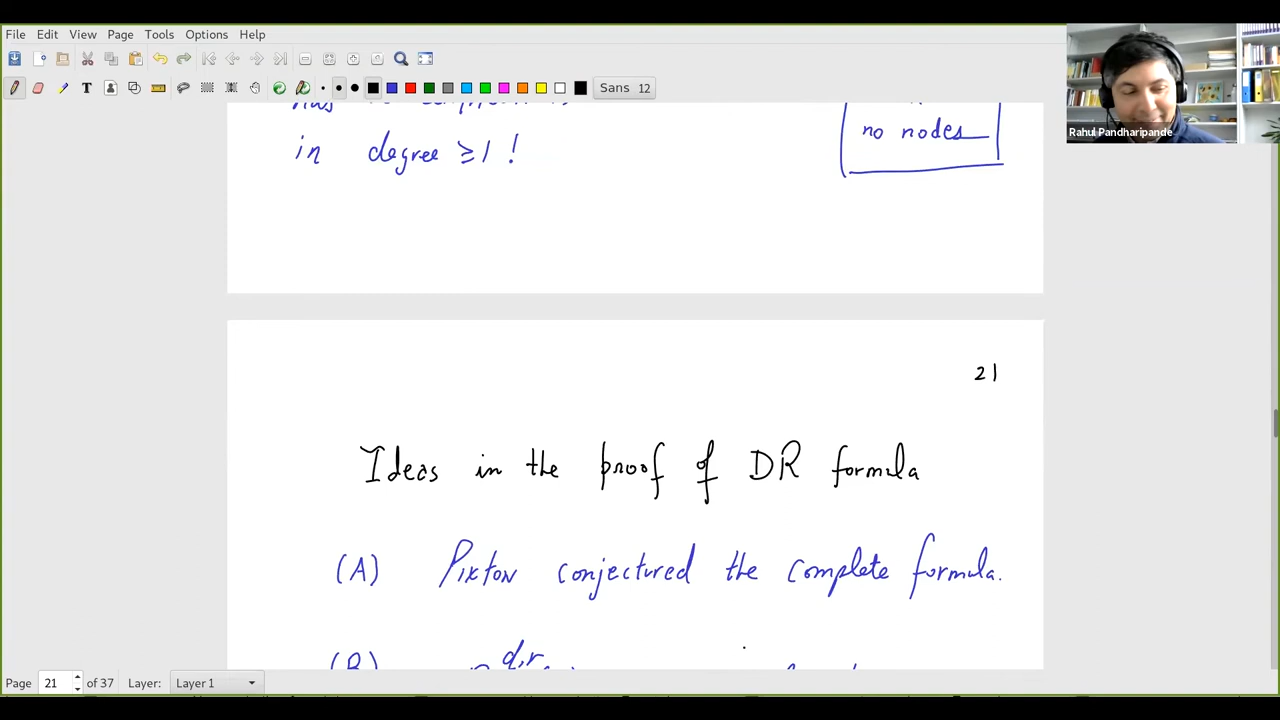 File Edit View Page Tools Options Help
Sans 12
Rahul Pandharipande
no nodes
in degree ≥1 !
21
Ideas in the proof of DR formula
(A) Pixton conjectured the complete formula.
(B) d,r
Page 21 of 37 Layer: Layer 1